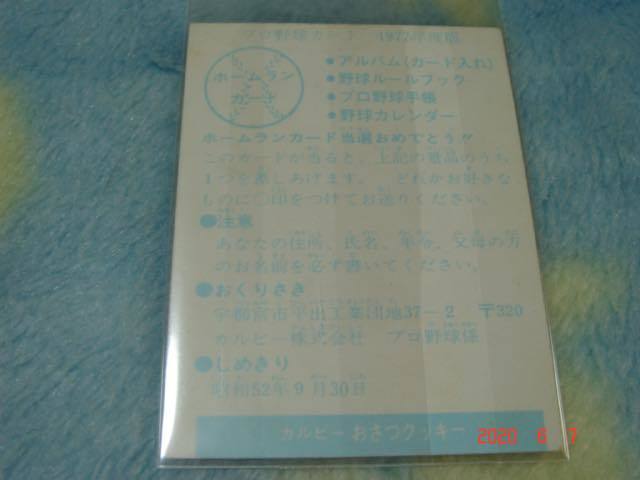 プロ野球カード 1977年度版
ホームラン
カード
●アルバム(カード入れ)
●野球ルールブック
●プロ野球手帳
●野球カレンダー
ホームランカード当選おめでとう!!
このカードが当ると、上記の景品のうち
1つを差しあげます。 どれかお好きな
ものに○印をつけてお送りください。
●注意
あなたの住所、氏名、年令、父母の方
のお名前を必ず書いてください。
●おくりさき
宇都宮市平出工業団地37-2 〒320
カルビー株式会社 プロ野球係
●しめきり
昭和52年9月30日
カルビー おさつクッキー
2020 6 7